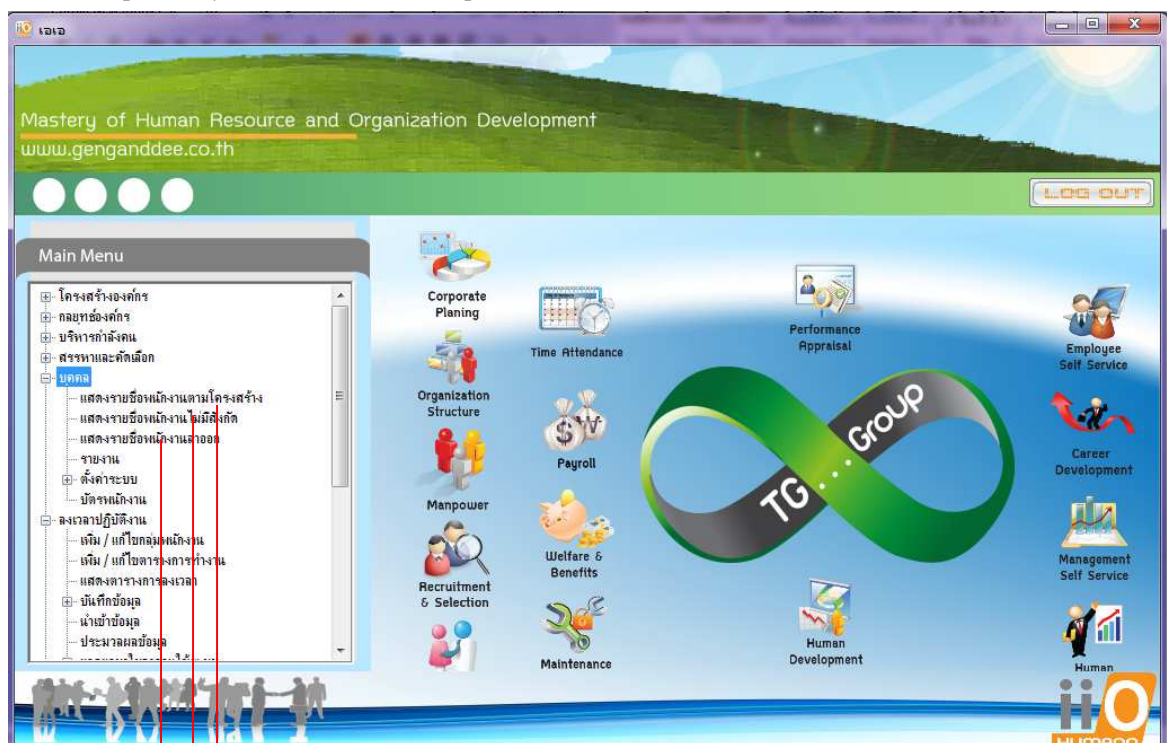 เอเอ
Mastery of Human Resource and Organization Development
www.genganddee.co.th
LOG OUT
Main Menu
โครงสร้างองค์กร
กลยุทธ์องค์กร
บริหารกำลังคน
สรรหาและคัดเลือก
บุคคล
แสดงรายชื่อพนักงานตามโครงสร้าง
แสดงรายชื่อพนักงานไม่มีสังกัด
แสดงรายชื่อพนักงานลาออก
รายงาน
ตั้งค่าระบบ
บัตรพนักงาน
ลงเวลาปฏิบัติงาน
เพิ่ม / แก้ไขกลุ่มพนักงาน
เพิ่ม / แก้ไขตารางการทำงาน
แสดงตารางการลงเวลา
บันทึกข้อมูล
นำเข้าข้อมูล
ประมวลผลข้อมูล
Corporate
Planing
Organization
Structure
Manpower
Recruitment
& Selection
Time Attendance
Payroll
Welfare &
Benefits
Maintenance
Performance
Appraisal
TG... Group
Human
Development
Employee
Self Service
Career
Development
Management
Self Service
Human
iiO